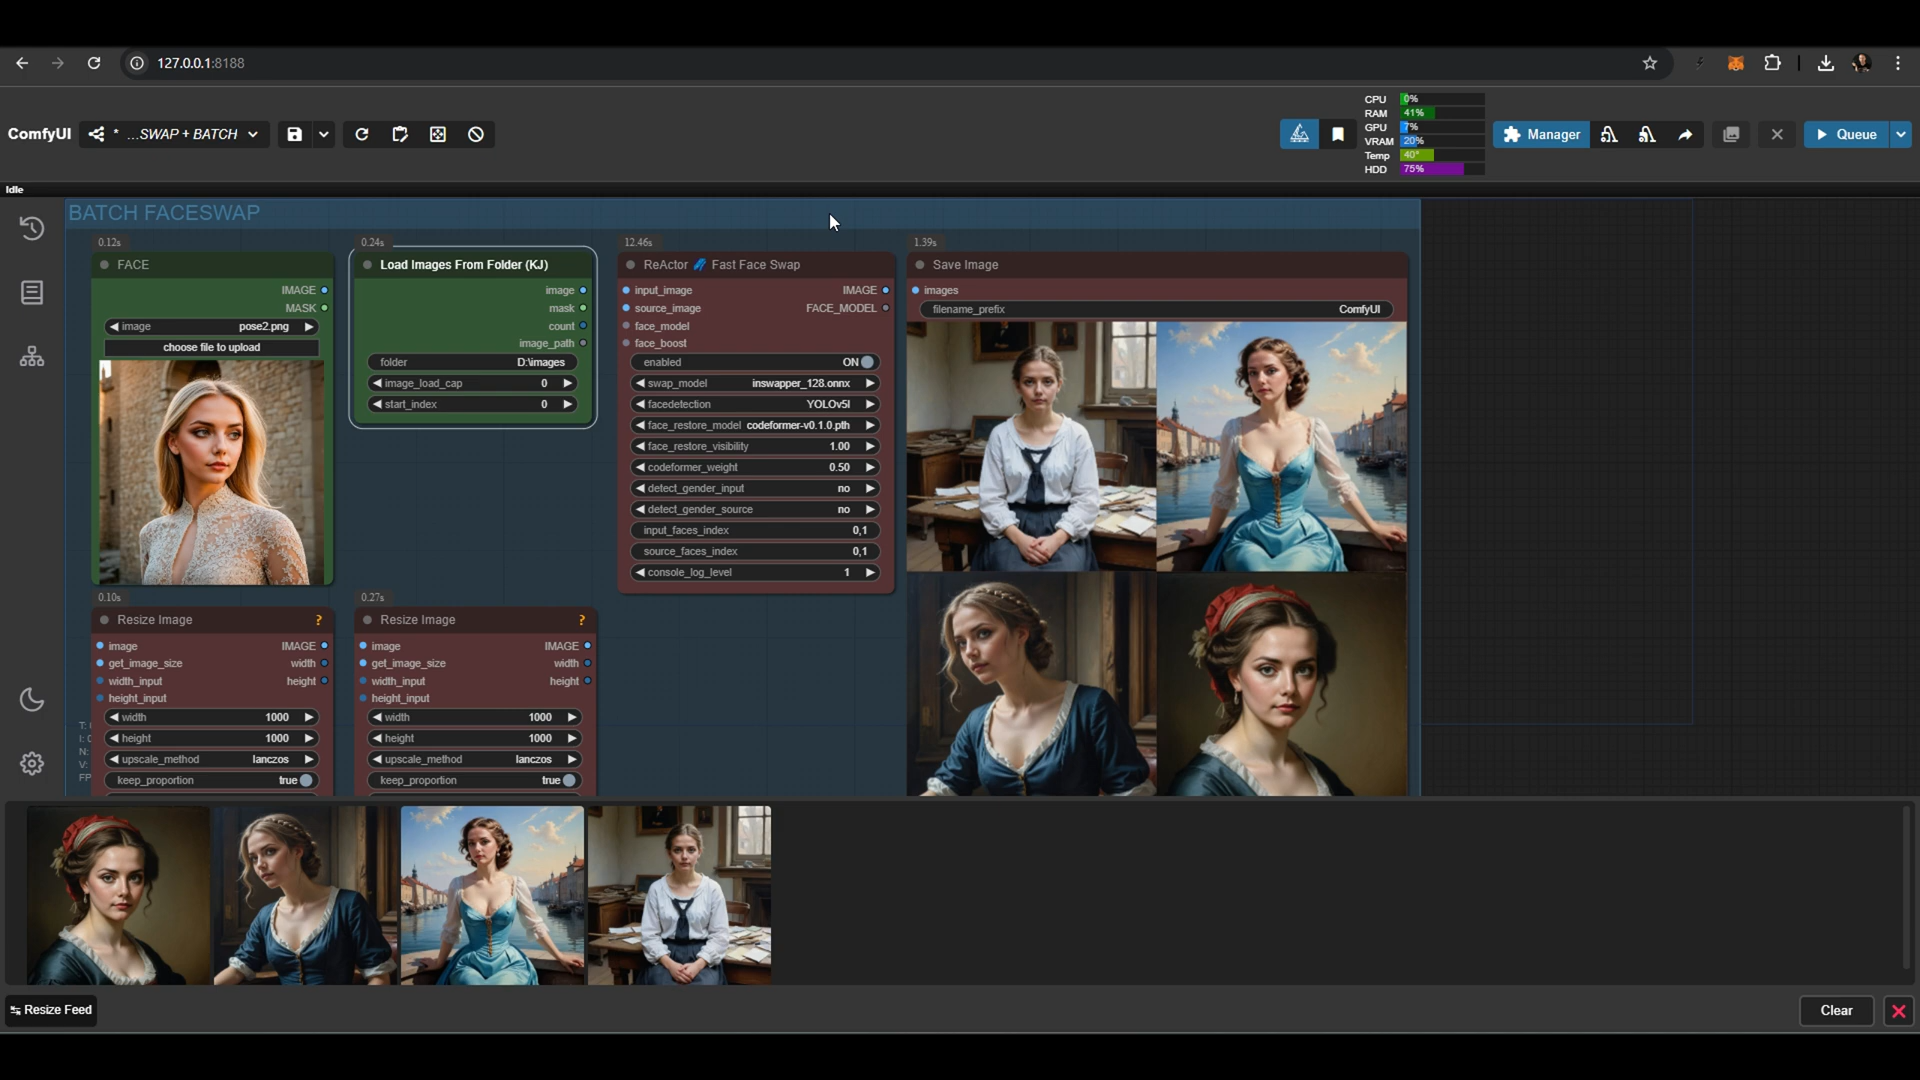 127.0.0.1:8188
ComfyUI
* ...SWAP + BATCH
CPU 0%
RAM 41%
GPU 7%
VRAM 20%
Temp 40°
HDD 75%
Manager
Queue
Idle
BATCH FACESWAP
0.12s
FACE
IMAGE
MASK
image pose2.png
choose file to upload
0.24s
Load Images From Folder (KJ)
image
mask
count
image_path
folder D:\images
image_load_cap 0
start_index 0
12.46s
ReActor Fast Face Swap
input_image IMAGE
source_image FACE_MODEL
face_model
face_boost
enabled ON
swap_model inswapper_128.onnx
facedetection YOLOv5l
face_restore_model codeformer-v0.1.0.pth
face_restore_visibility 1.00
codeformer_weight 0.50
detect_gender_input no
detect_gender_source no
input_faces_index 0,1
source_faces_index 0,1
console_log_level 1
1.39s
Save Image
images
filename_prefix ComfyUI
0.10s
Resize Image ?
image IMAGE
get_image_size width
width_input height
height_input
width 1000
height 1000
upscale_method lanczos
keep_proportion true
0.27s
Resize Image ?
image IMAGE
get_image_size width
width_input height
height_input
width 1000
height 1000
upscale_method lanczos
keep_proportion true
T:
I:
N:
V:
Resize Feed
Clear